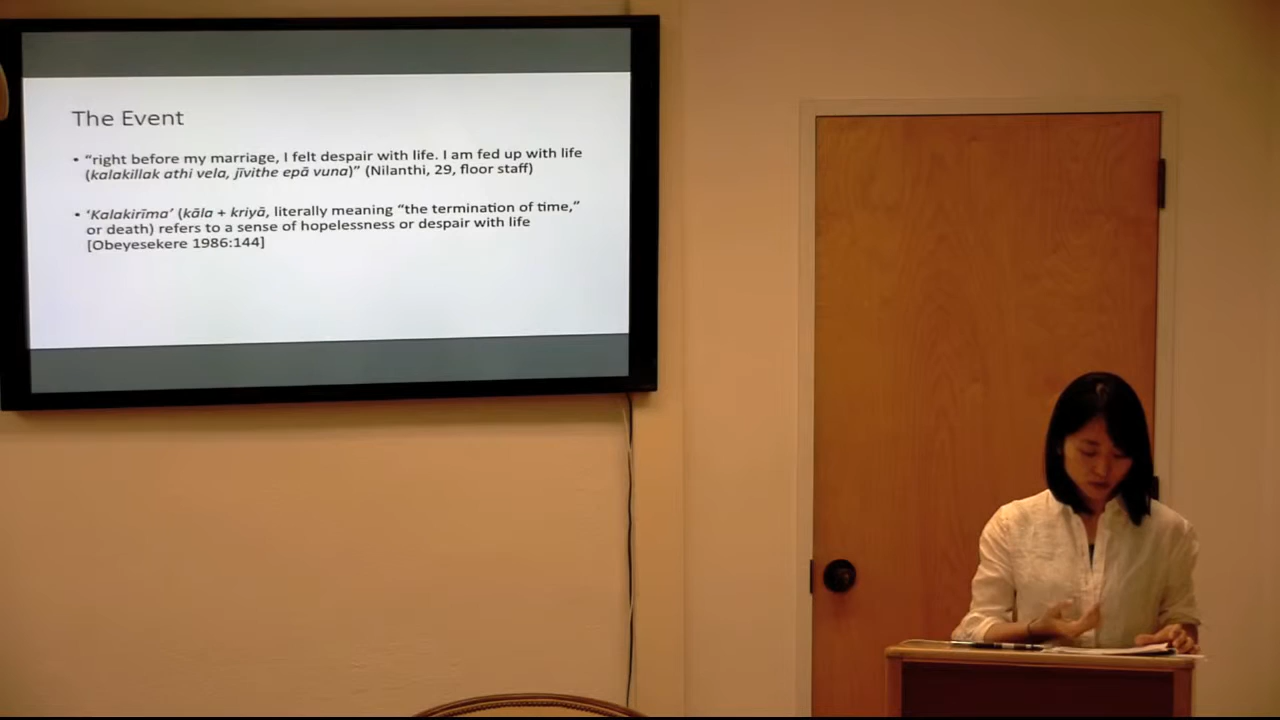 The Event
• “right before my marriage, I felt despair with life. I am fed up with life
(kalakillak athi vela, jīvithe epā vuna)” (Nilanthi, 29, floor staff)
• ‘Kalakirīma’ (kāla + kriyā, literally meaning “the termination of time,”
or death) refers to a sense of hopelessness or despair with life
[Obeyesekere 1986:144]